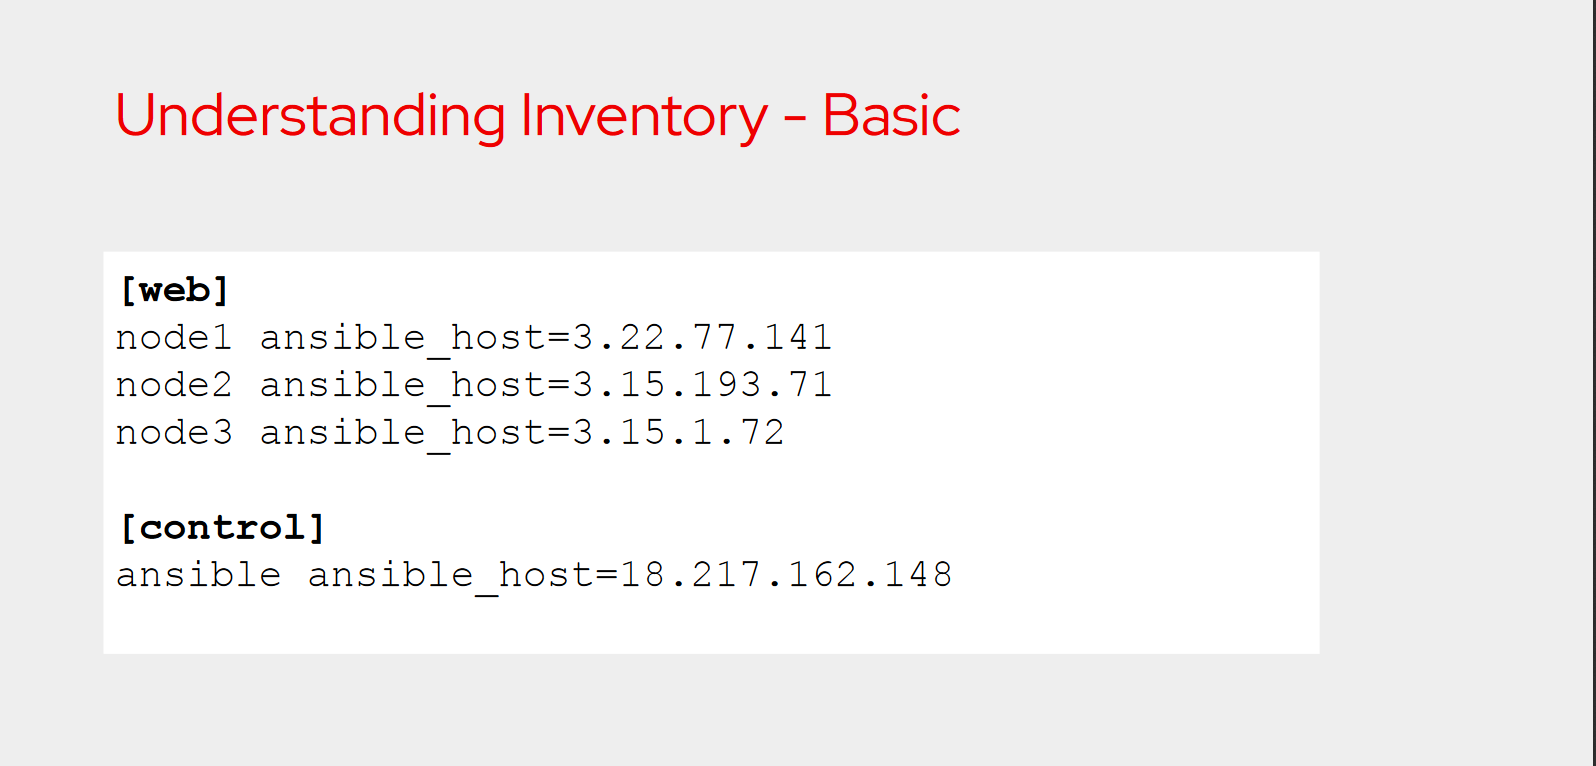 Understanding Inventory - Basic
[web]
node1 ansible_host=3.22.77.141
node2 ansible_host=3.15.193.71
node3 ansible_host=3.15.1.72
[control]
ansible ansible_host=18.217.162.148